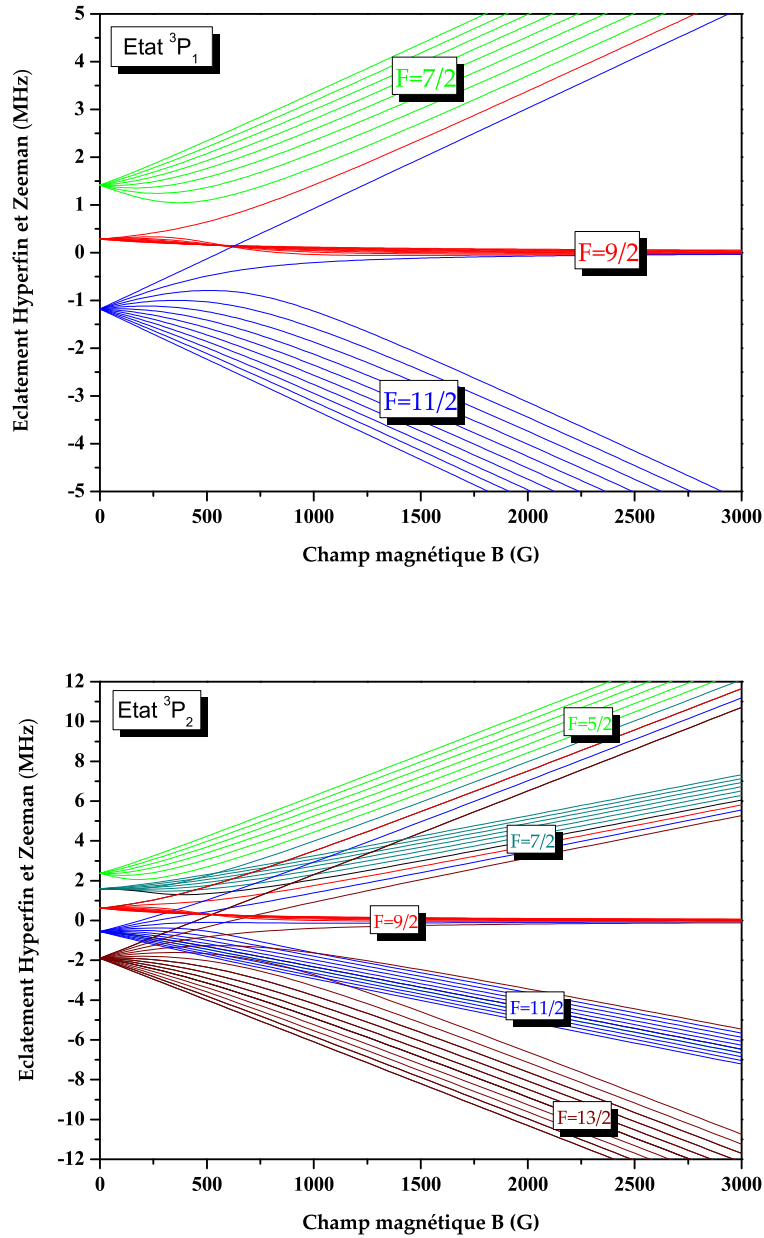 Etat ³P₁
F=7/2
F=9/2
F=11/2
5
4
3
2
1
0
-1
-2
-3
-4
-5
Eclatement Hyperfin et Zeeman (MHz)
0
500
1000
1500
2000
2500
3000
Champ magnétique B (G)
Etat ³P₂
F=5/2
F=7/2
F=9/2
F=11/2
F=13/2
12
10
8
6
4
2
0
-2
-4
-6
-8
-10
-12
Eclatement Hyperfin et Zeeman (MHz)
0
500
1000
1500
2000
2500
3000
Champ magnétique B (G)